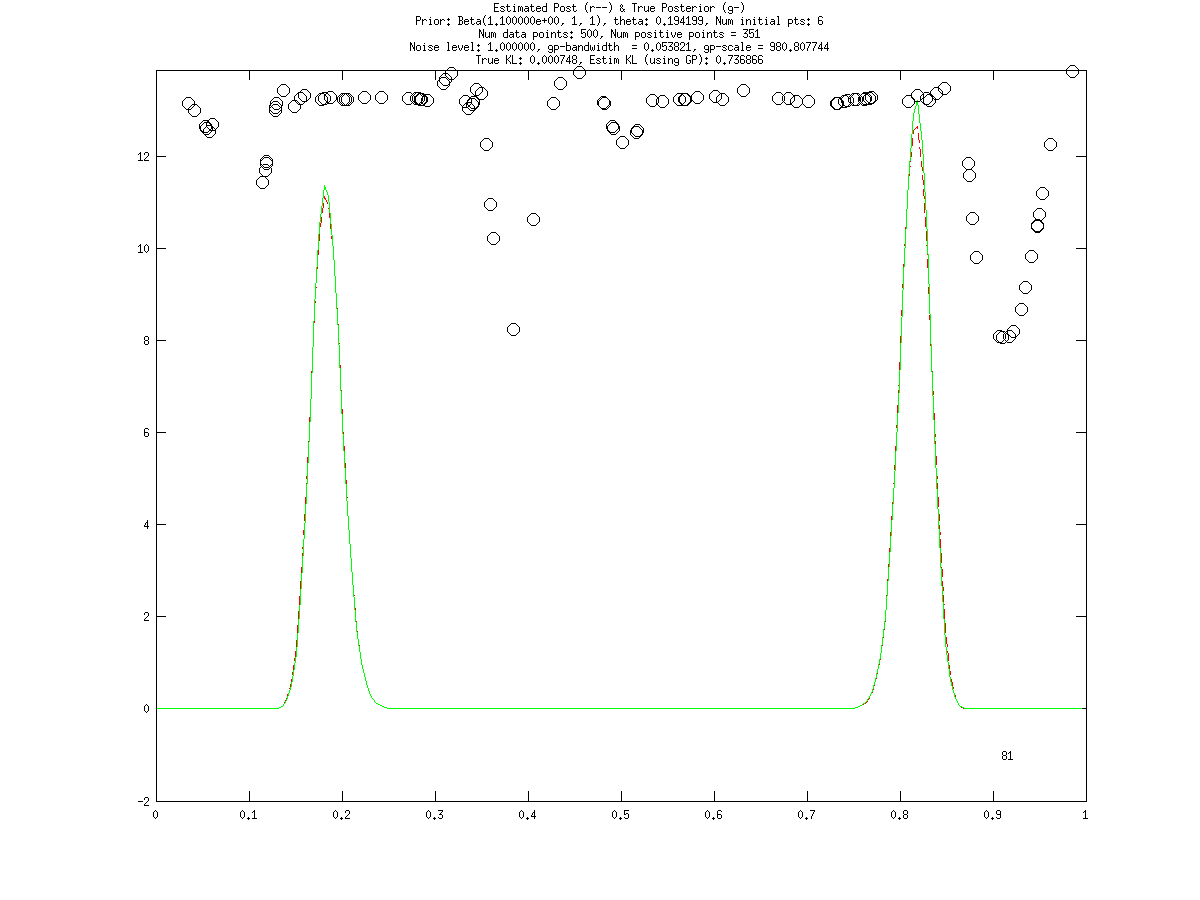 Estimated Post (r--) & True Posterior (g-)
Prior: Beta(1.100000e+00, 1, 1), theta: 0.194199, Num initial pts: 6
Num data points: 500, Num positive points = 351
Noise level: 1.000000, gp-bandwidth  = 0.053821, gp-scale = 980.807744
True KL: 0.000748, Estim KL (using GP): 0.736866
12
10
8
6
4
2
0
81
-2
0 0.1 0.2 0.3 0.4 0.5 0.6 0.7 0.8 0.9 1